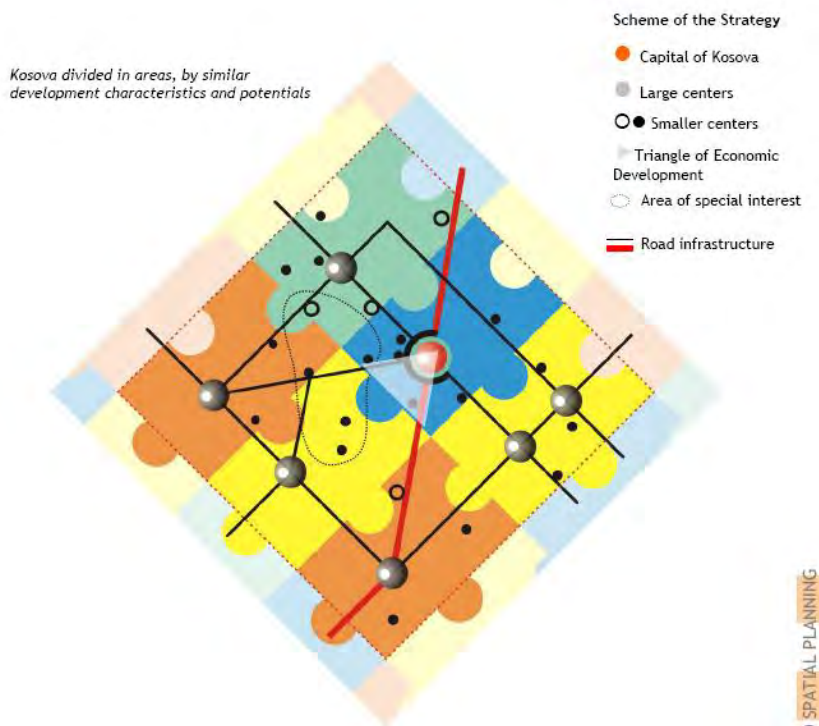 Kosova divided in areas, by similar
development characteristics and potentials
Scheme of the Strategy
Capital of Kosova
Large centers
Smaller centers
Triangle of Economic
Development
Area of special interest
Road infrastructure
SPATIAL PLANNING